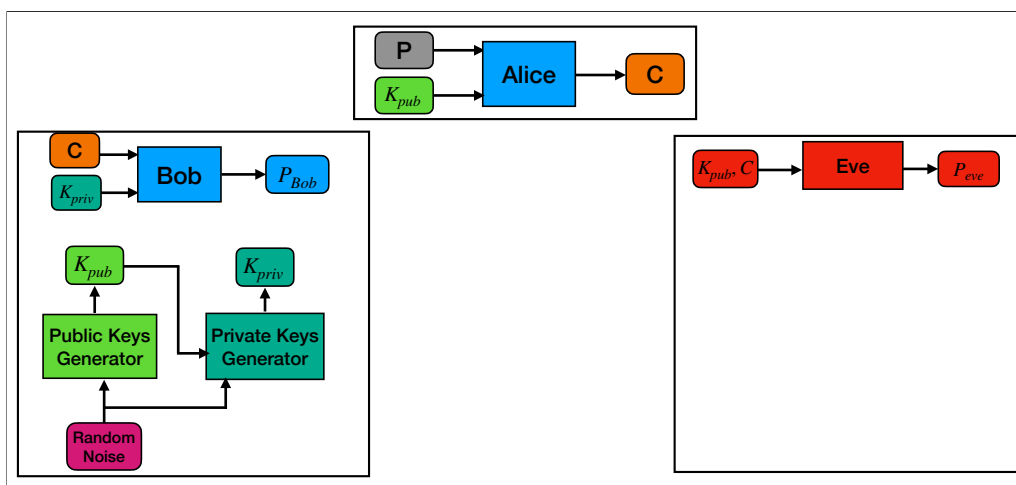 P
Alice
C
K_pub
C
Bob
P_Bob
K_priv
K_pub, C
Eve
P_eve
K_pub
K_priv
Public Keys
Generator
Private Keys
Generator
Random
Noise